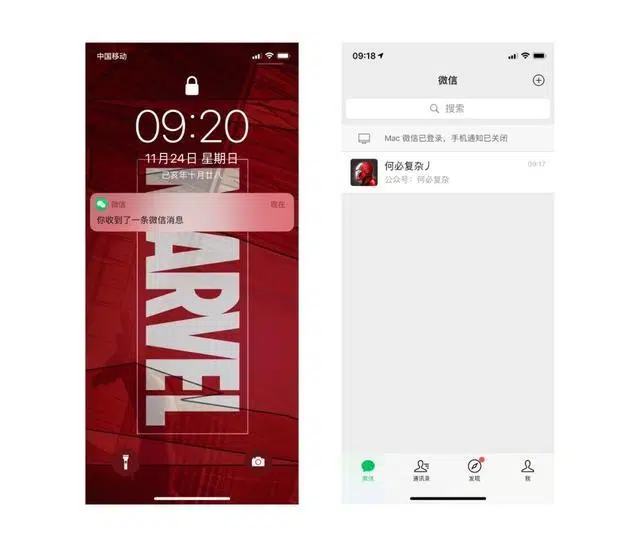 中国移动
09:20
11月24日 星期日
己亥年十月廿八
微信
现在
你收到了一条微信消息
MARVEL
09:18
微信
搜索
Mac 微信已登录，手机通知已关闭
何必复杂丿
09:17
公众号：何必复杂
微信
通讯录
发现
我